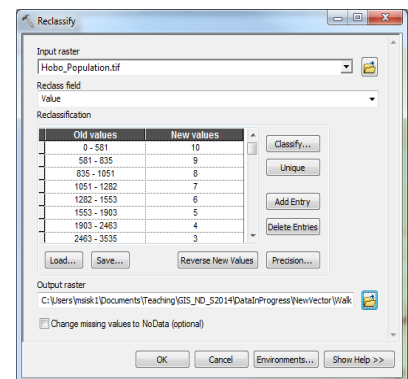 Reclassify
Input raster
Hobo_Population.tif
Reclass field
Value
Reclassification
Old values New values
0 - 581 10
581 - 835 9
835 - 1051 8
1051 - 1282 7
1282 - 1553 6
1553 - 1903 5
1903 - 2463 4
2463 - 3535 3
Classify...
Unique
Add Entry
Delete Entries
Load... Save... Reverse New Values Precision...
Output raster
C:\Users\misik1\Documents\Teaching\GIS_ND_S2014\DataInProgress\NewVector\Walk
Change missing values to NoData (optional)
OK Cancel Environments... Show Help >>